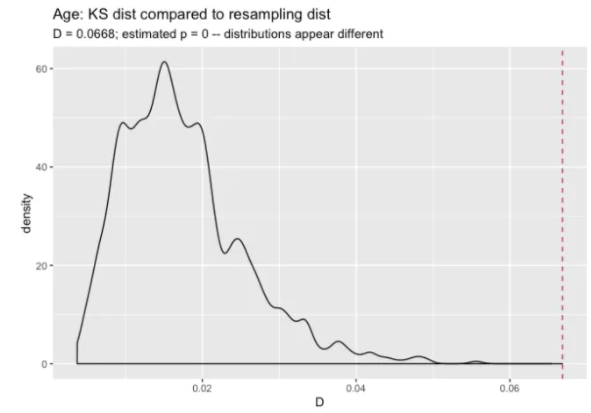 Age: KS dist compared to resampling dist
D = 0.0668; estimated p = 0 -- distributions appear different
60
40
20
0
density
0.02 0.04 0.06
D